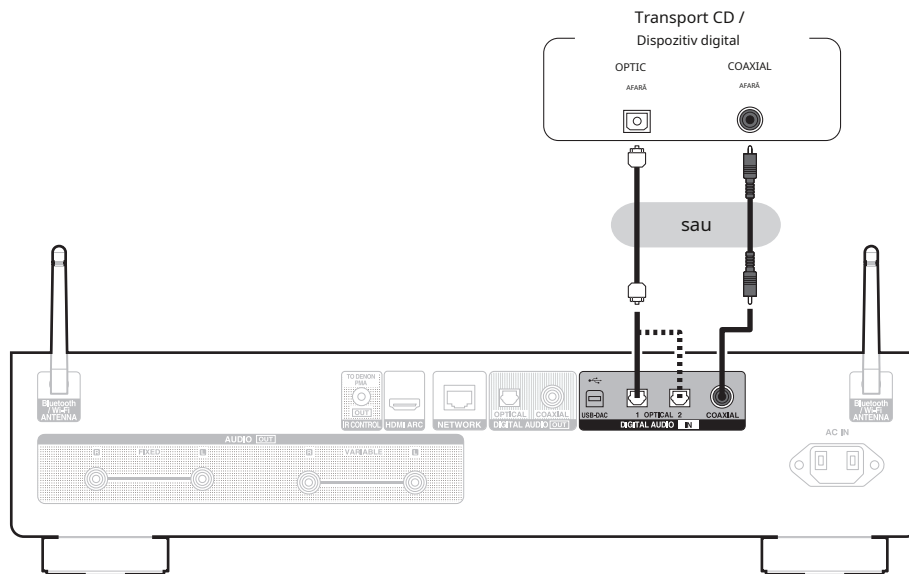 Transport CD /
Dispozitiv digital
OPTIC
COAXIAL
AFARĂ
AFARĂ
sau
Bluetooth
/ Wi-Fi
ANTENNA
TO DENON
PMA
OUT
IR CONTROL
HDMI ARC
NETWORK
OPTICAL
COAXIAL
DIGITAL AUDIO OUT
USB-DAC
1 OPTICAL 2
COAXIAL
DIGITAL AUDIO IN
Bluetooth
/ Wi-Fi
ANTENNA
AUDIO OUT
R FIXED L
R VARIABLE L
AC IN